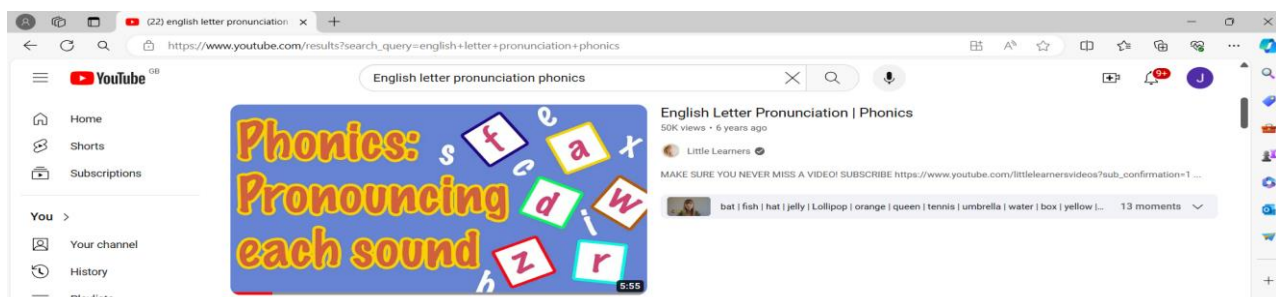 (22) english letter pronunciation
https://www.youtube.com/results?search_query=english+letter+pronunciation+phonics
YouTube GB
English letter pronunciation phonics
9+
J
Home
Shorts
Subscriptions
You >
Your channel
History
Phonics:
Pronouncing
each sound
s f e a x c d i w h z r
5:55
English Letter Pronunciation | Phonics
50K views • 6 years ago
Little Learners
MAKE SURE YOU NEVER MISS A VIDEO! SUBSCRIBE https://www.youtube.com/littlelearnersvideos?sub_confirmation=1 ...
bat | fish | hat | jelly | Lollipop | orange | queen | tennis | umbrella | water | box | yellow |...
13 moments